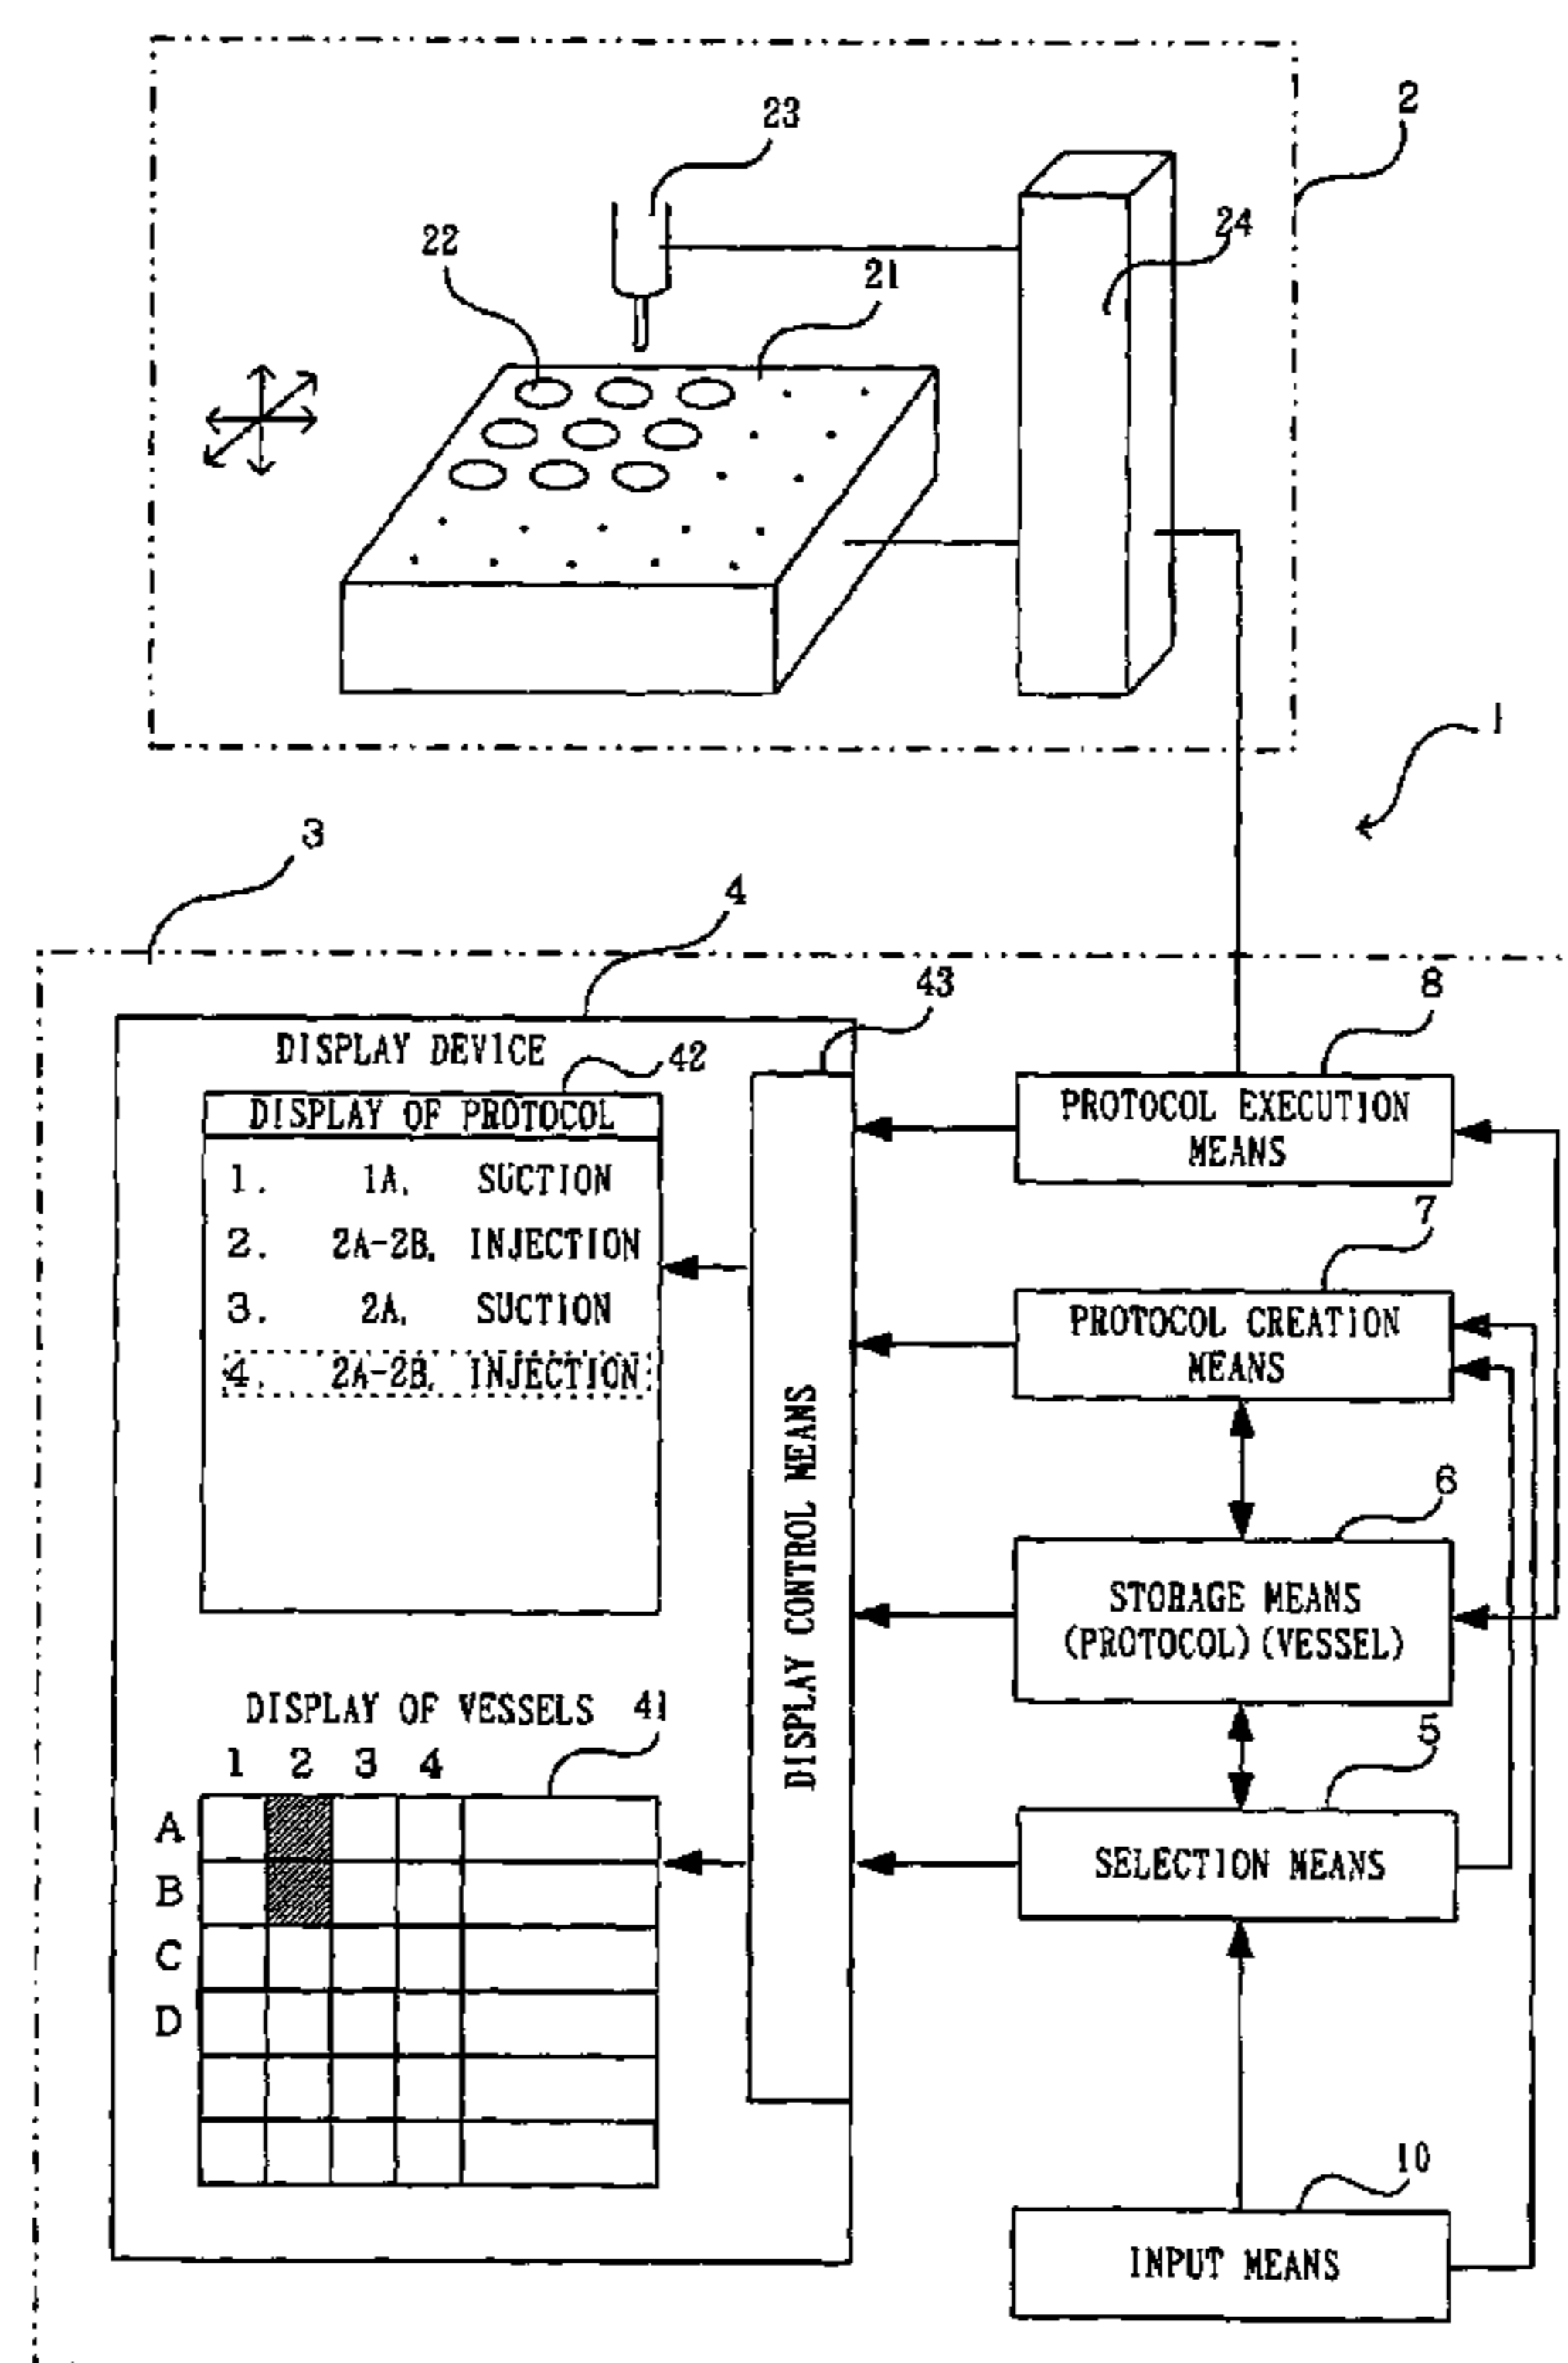 23
2
22
24
21
1
3
4
43
8
DISPLAY DEVICE
42
DISPLAY OF PROTOCOL
PROTOCOL EXECUTION
MEANS
1. 1A, SUCTION
7
2. 2A-2B, INJECTION
3. 2A, SUCTION
PROTOCOL CREATION
MEANS
4. 2A-2B, INJECTION
DISPLAY CONTROL MEANS
6
STORAGE MEANS
(PROTOCOL)(VESSEL)
DISPLAY OF VESSELS 41
5
1 2 3 4
A
SELECTION MEANS
B
C
D
10
INPUT MEANS